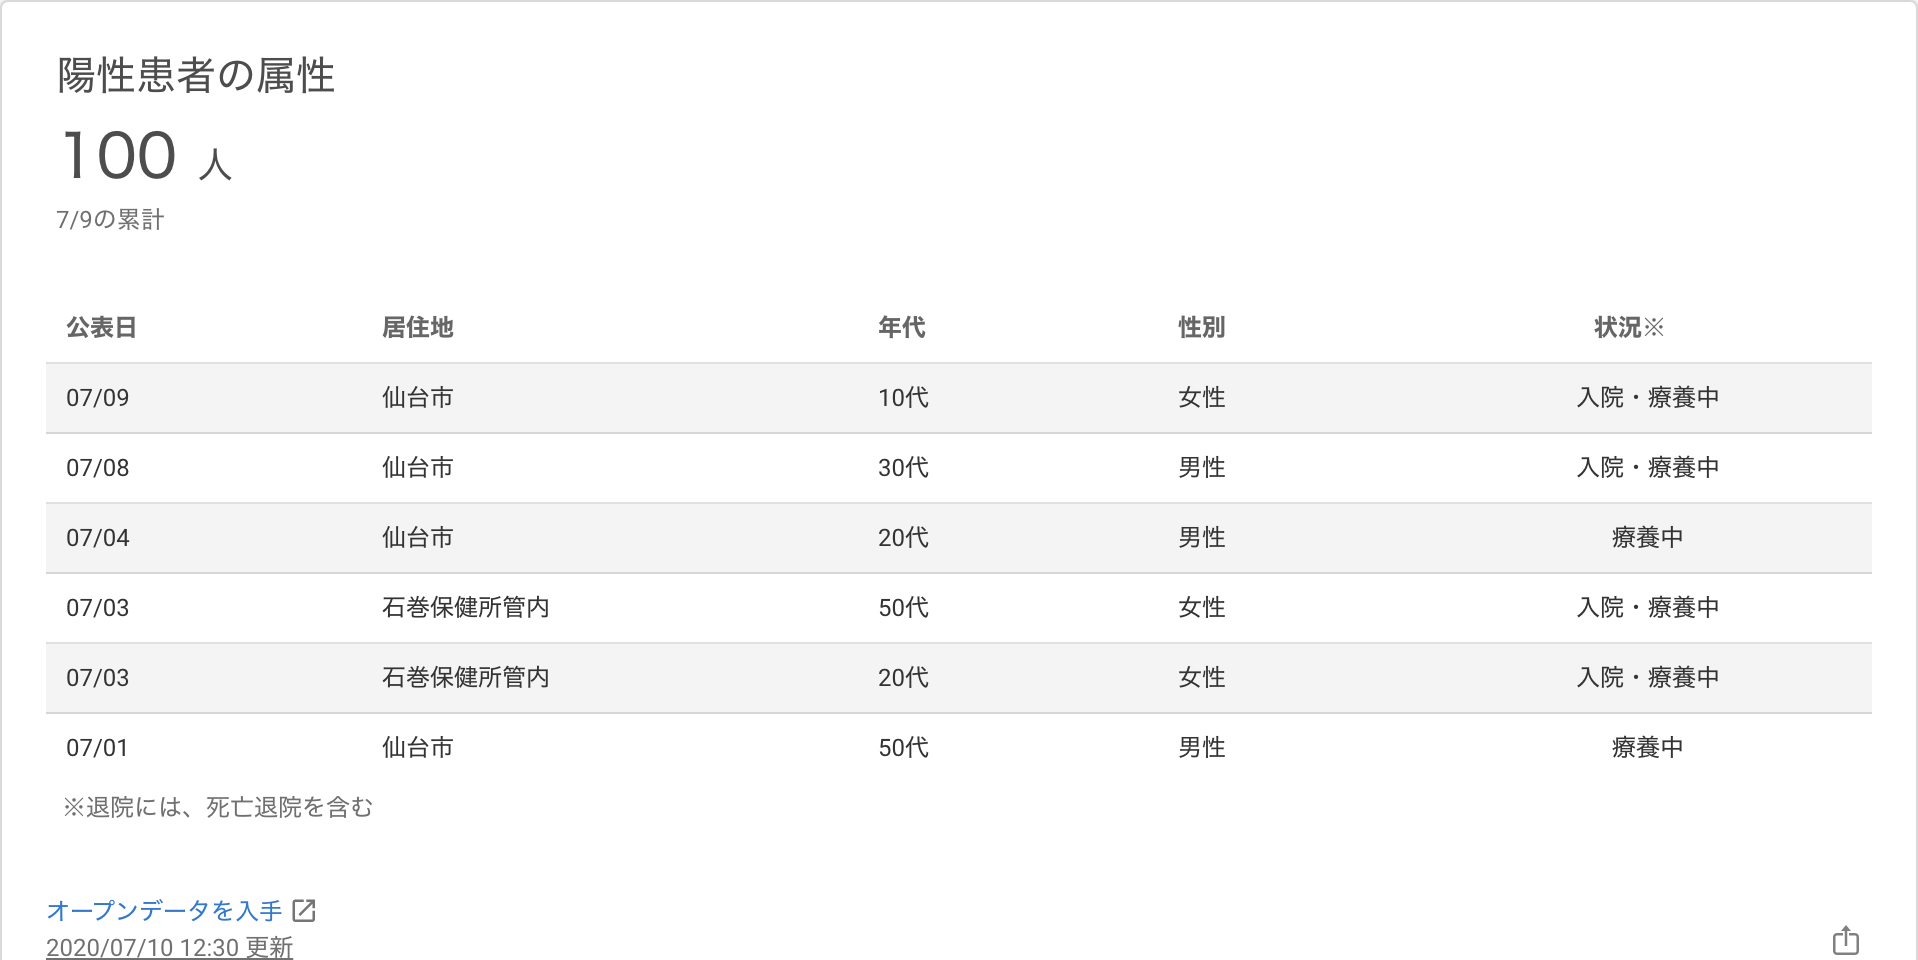 陽性患者の属性
100 人
7/9の累計
公表日 居住地 年代 性別 状況※
07/09 仙台市 10代 女性 入院・療養中
07/08 仙台市 30代 男性 入院・療養中
07/04 仙台市 20代 男性 療養中
07/03 石巻保健所管内 50代 女性 入院・療養中
07/03 石巻保健所管内 20代 女性 入院・療養中
07/01 仙台市 50代 男性 療養中
※退院には、死亡退院を含む
オープンデータを入手
2020/07/10 12:30 更新